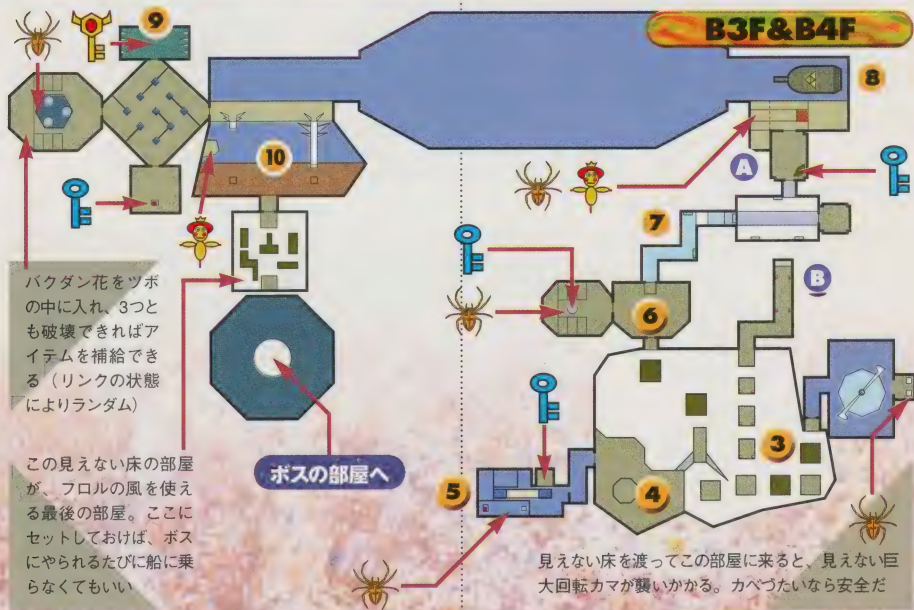 B3F&B4F
9
8
10
A
7
B
6
3
5
4
バクダン花をツボ
の中に入れ、3つと
も破壊できればア
イテムを補給でき
る（リンクの状態
によりランダム）
この見えない床の部屋
が、フロルの風を使え
る最後の部屋。ここに
セットしておけば、ボス
にやられるたびに船に乗
らなくてもいい
ボスの部屋へ
見えない床を渡ってこの部屋に来ると、見えない巨
大回転カマが襲いかかる。カベづたいなら安全だ